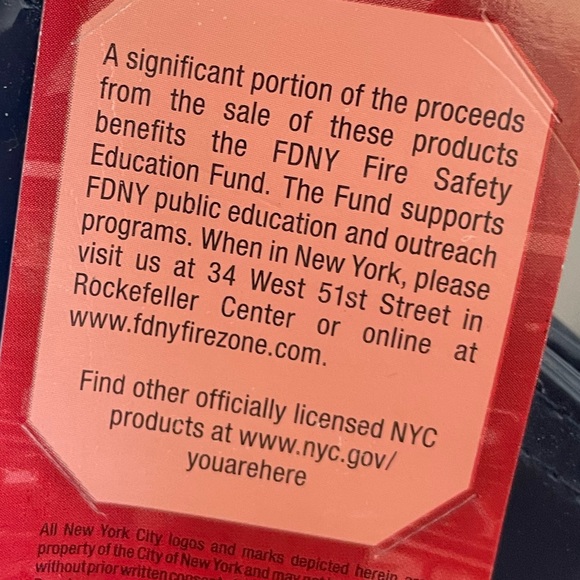 A significant portion of the proceeds
from the sale of these products
benefits the FDNY Fire Safety
Education Fund. The Fund supports
FDNY public education and outreach
programs. When in New York, please
visit us at 34 West 51st Street in
Rockefeller Center or online at
www.fdnyfirezone.com.
Find other officially licensed NYC
products at www.nyc.gov/
youarehere
All New York City logos and marks depicted herein
property of the City of New York and may
without prior written